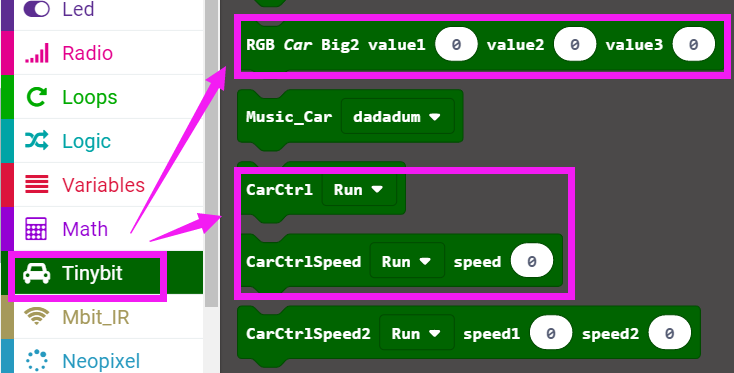 Led
Radio
Loops
Logic
Variables
Math
Tinybit
Mbit_IR
Neopixel
RGB Car Big2 value1 0 value2 0 value3 0
Music_Car dadadum
CarCtrl Run
CarCtrlSpeed Run speed 0
CarCtrlSpeed2 Run speed1 0 speed2 0